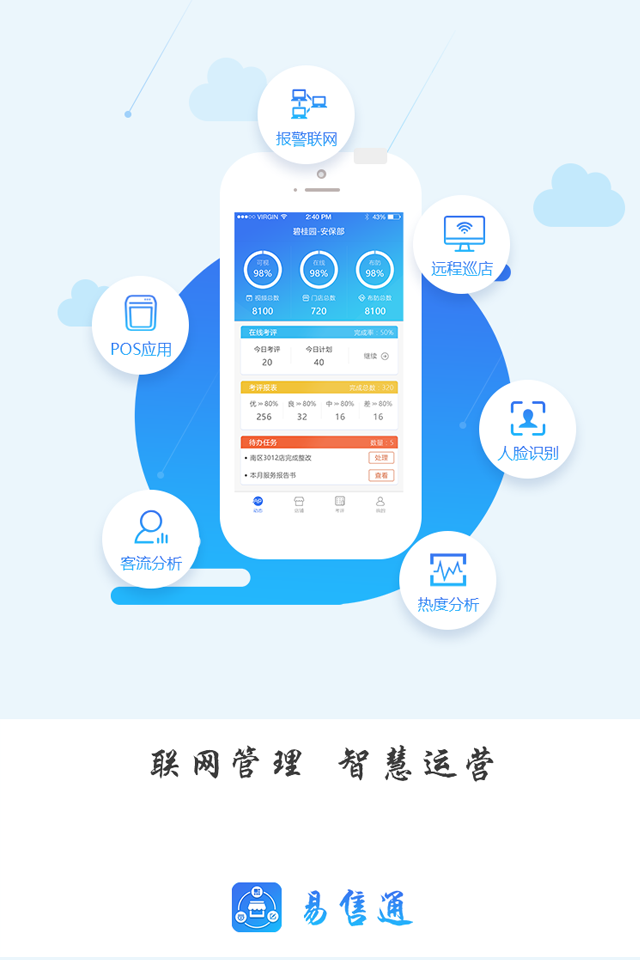 报警联网
远程巡店
POS应用
人脸识别
客流分析
热度分析
VIRGIN 2:40 PM 43%
碧桂园-安保部
可视 在线 布防
98% 98% 98%
视频总数 门店总数 布防总数
8100 720 8100
在线考评 完成率：50%
今日考评 今日计划 继续
20 40
考评报表 完成总数：320
优≥80% 良≥80% 中≥80% 差≥80%
256 32 16 16
待办任务 数量：5
南区3012店完成整改 处理
本月服务报告书 查看
动态 店铺 考评 我的
联网管理 智慧运营
易售通